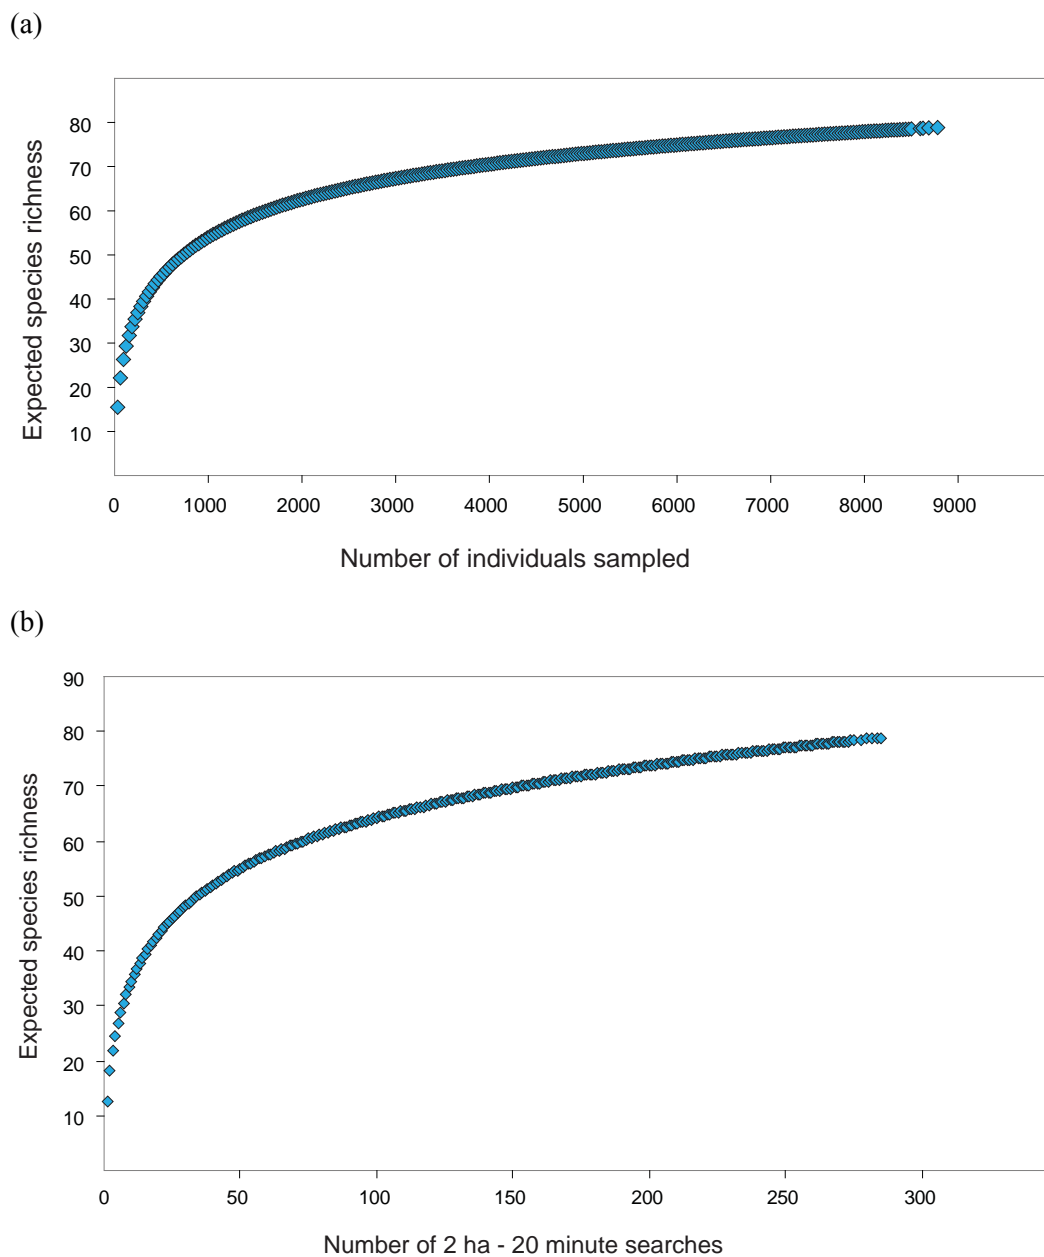 (a)
80
70
60
50
40
30
20
10
Expected species richness
0 1000 2000 3000 4000 5000 6000 7000 8000 9000
Number of individuals sampled
(b)
90
80
70
60
50
40
30
20
10
Expected species richness
0 50 100 150 200 250 300
Number of 2 ha - 20 minute searches